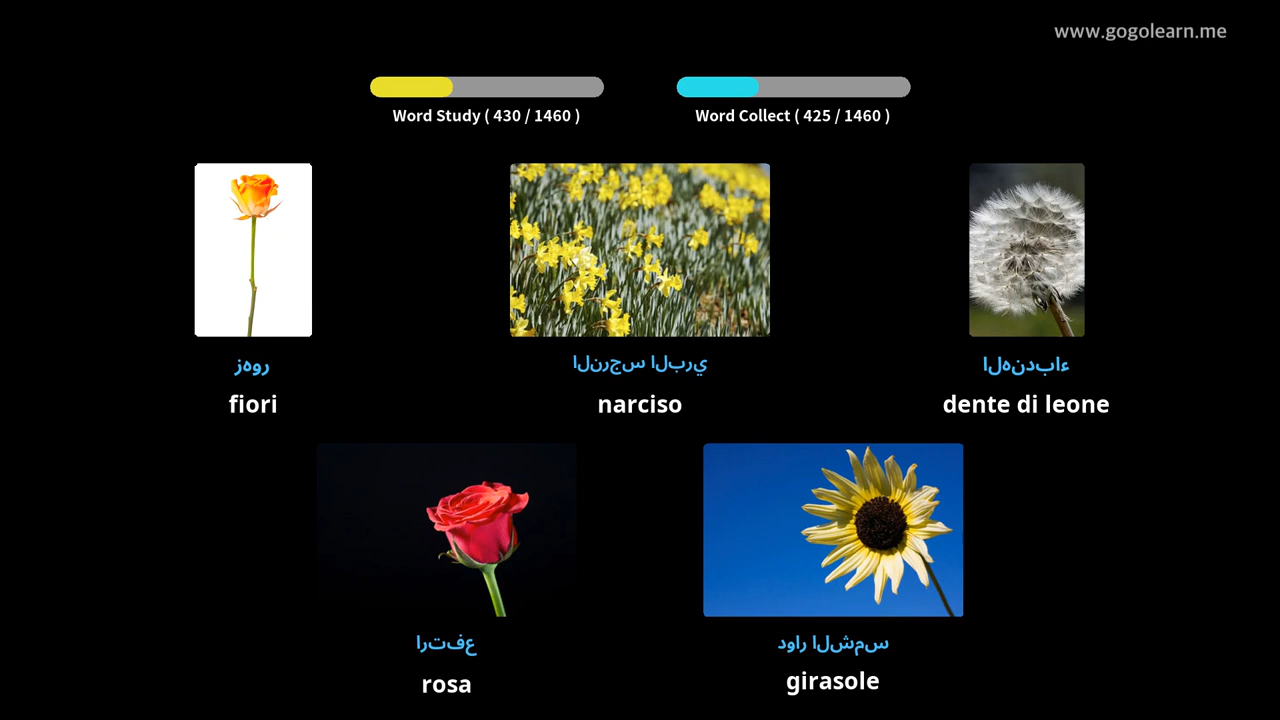 www.gogolearn.me
Word Study ( 430 / 1460 )
Word Collect ( 425 / 1460 )
زهور
النرجس البري
الهندباء
fiori
narciso
dente di leone
ارتفع
دوار الشمس
rosa
girasole